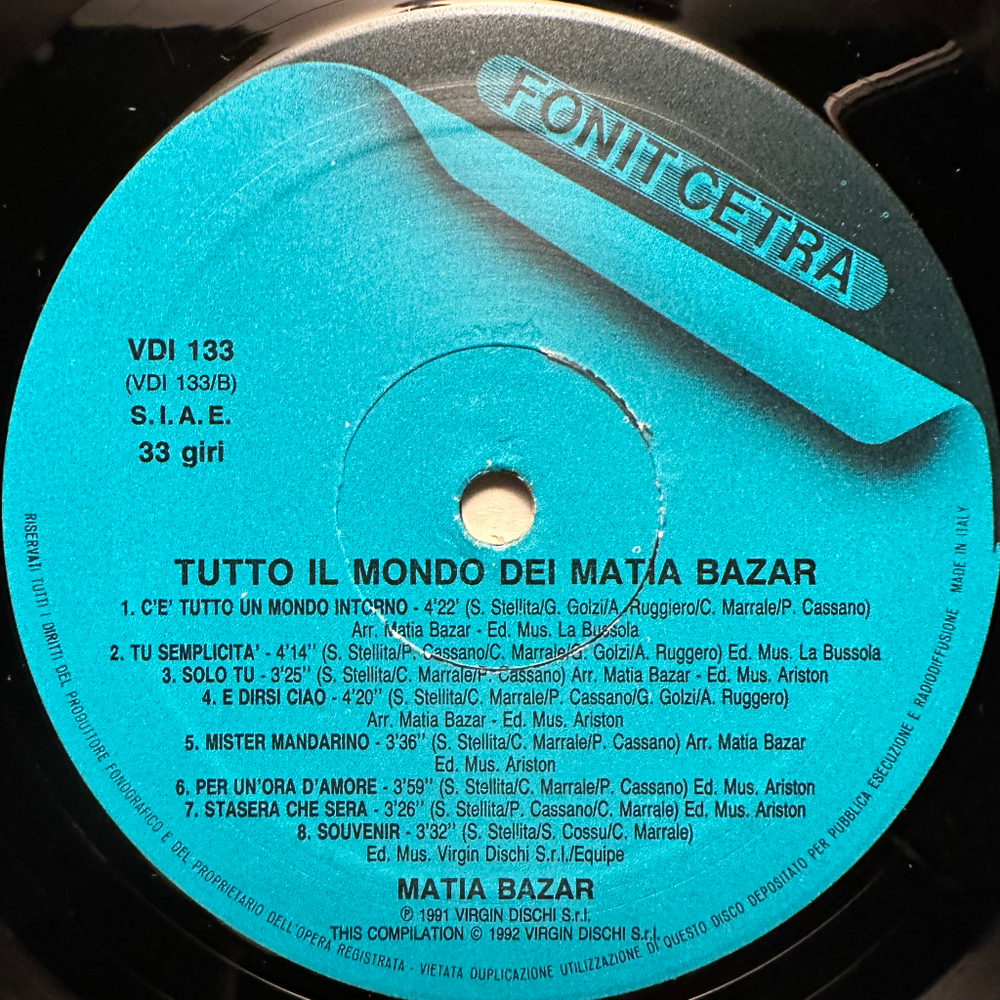 FONIT CETRA
VDI 133
(VDI 133/B)
S.I.A.E.
33 giri
TUTTO IL MONDO DEI MATIA BAZAR
1. C'E' TUTTO UN MONDO INTORNO - 4'22' (S. Stellita/G. Golzi/A. Ruggiero/C. Marrale/P. Cassano)
Arr. Matia Bazar - Ed. Mus. La Bussola
2. TU SEMPLICITA' - 4'14'' (S. Stellita/P. Cassano/C. Marrale/G. Golzi/A. Ruggero) Ed. Mus. La Bussola
3. SOLO TU - 3'25'' (S. Stellita/C. Marrale/P. Cassano) Arr. Matia Bazar - Ed. Mus. Ariston
4. E DIRSI CIAO - 4'20'' (S. Stellita/C. Marrale/P. Cassano/G. Golzi/A. Ruggero)
Arr. Matia Bazar - Ed. Mus. Ariston
5. MISTER MANDARINO - 3'36'' (S. Stellita/C. Marrale/P. Cassano) Arr. Matia Bazar
Ed. Mus. Ariston
6. PER UN'ORA D'AMORE - 3'59'' (S. Stellita/C. Marrale/P. Cassano) Ed. Mus. Ariston
7. STASERA CHE SERA - 3'26'' (S. Stellita/P. Cassano/C. Marrale) Ed. Mus. Ariston
8. SOUVENIR - 3'32'' (S. Stellita/S. Cossu/C. Marrale)
Ed. Mus. Virgin Dischi S.r.l./Equipe
MATIA BAZAR
℗ 1991 VIRGIN DISCHI S.r.l.
THIS COMPILATION © 1992 VIRGIN DISCHI S.r.l.
RISERVATI TUTTI I DIRITTI DEL PRODUTTORE FONOGRAFICO E DEL PROPRIETARIO DELL'OPERA REGISTRATA - VIETATA DUPLICAZIONE UTILIZZAZIONE DI QUESTO DISCO DEPOSITATO PER PUBBLICA ESECUZIONE E RADIODIFFUSIONE MADE IN ITALY